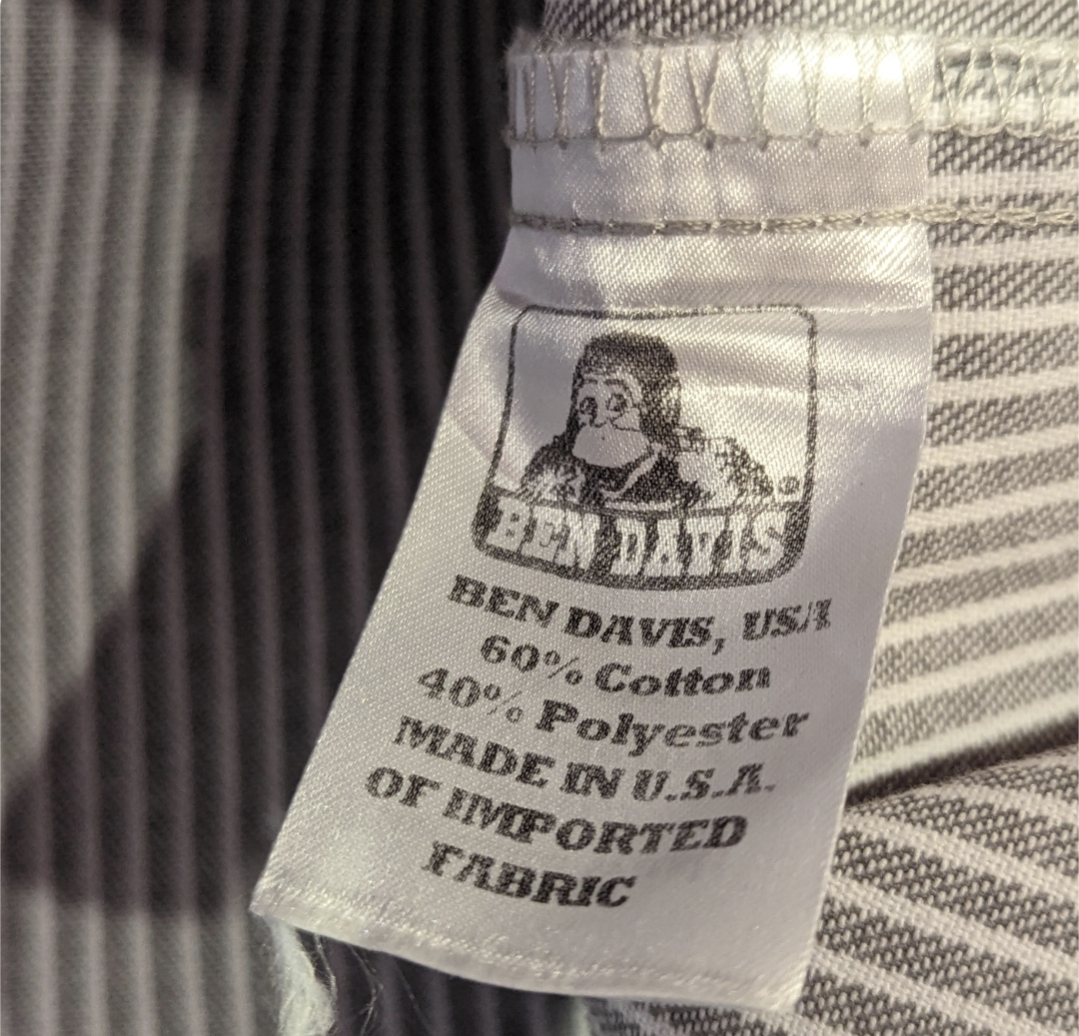 BEN DAVIS
BEN DAVIS, USA
60% Cotton
40% Polyester
MADE IN U.S.A.
OF IMPORTED
FABRIC